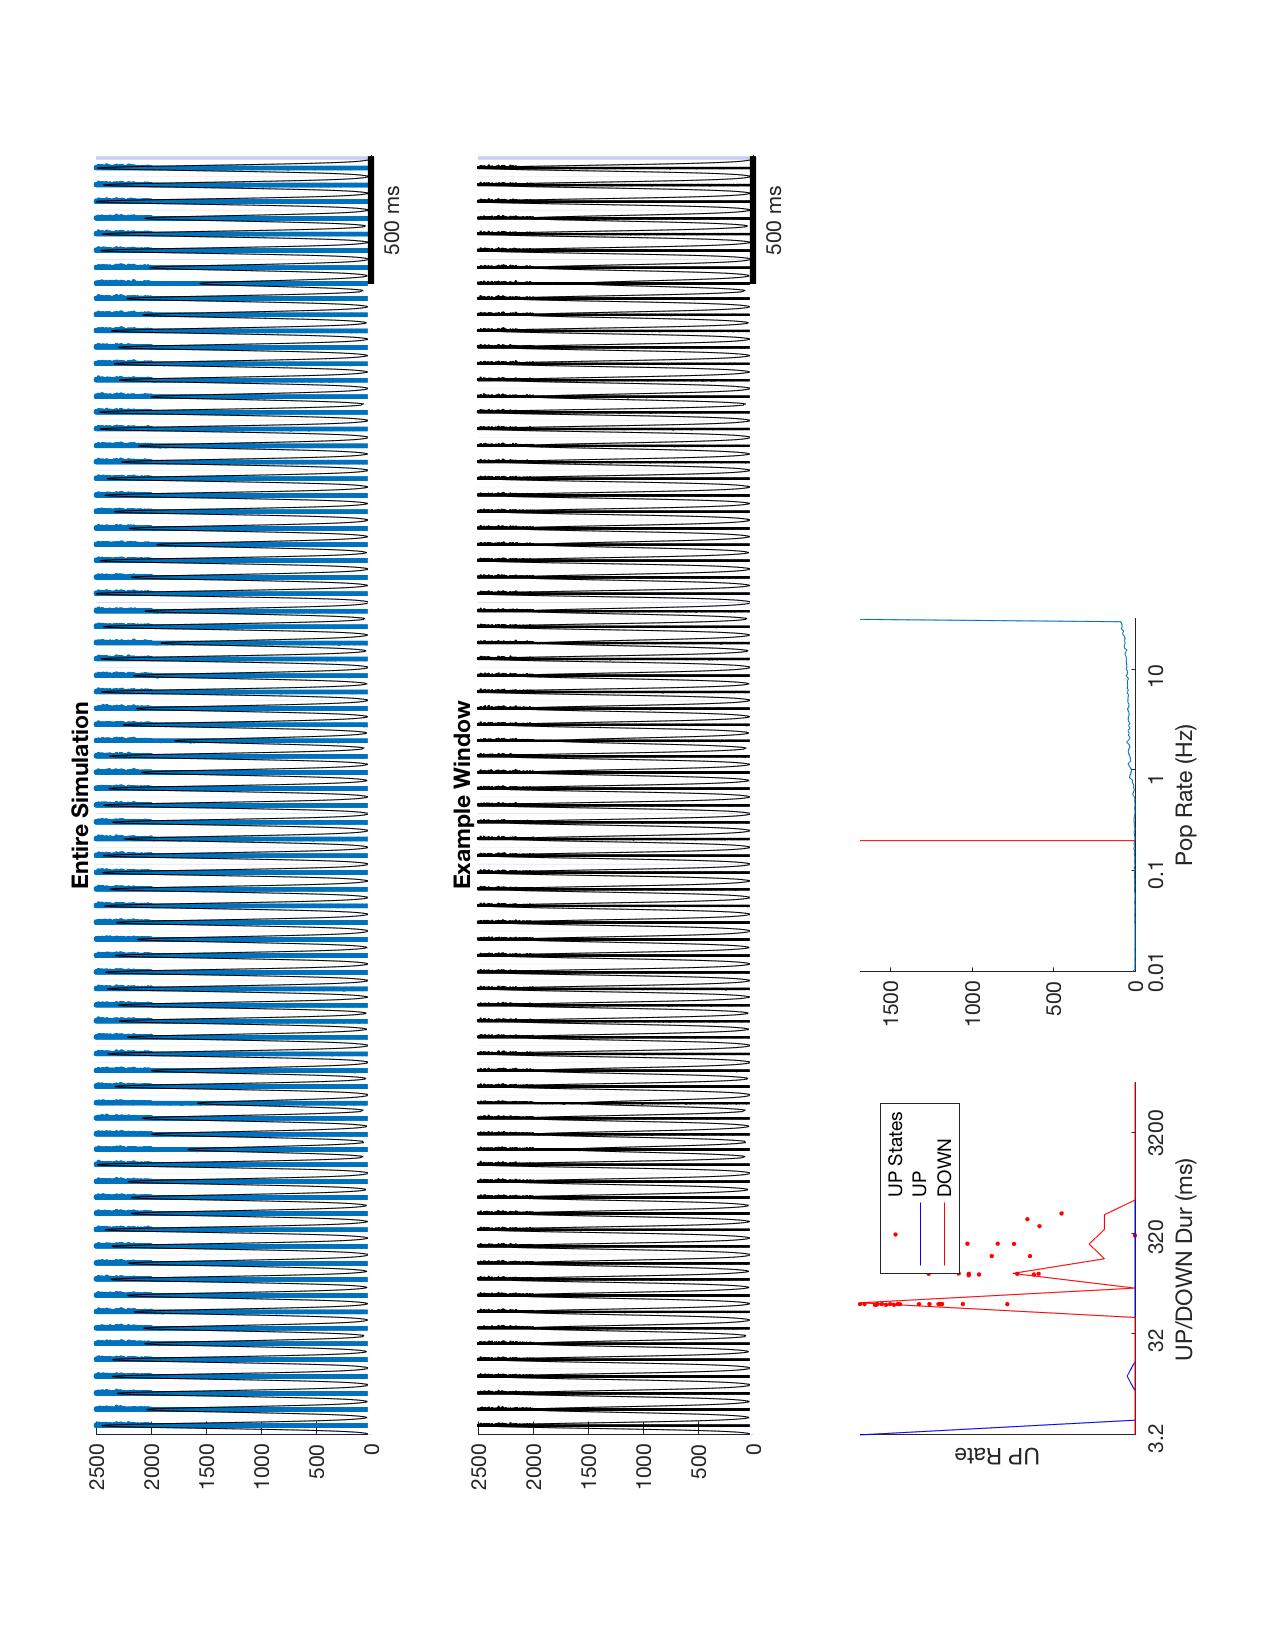 Entire Simulation
2500
2000
1500
1000
500
0
500 ms
Example Window
2500
2000
1500
1000
500
0
500 ms
UP Rate
UP States
UP
DOWN
3.2 32 320 3200
UP/DOWN Dur (ms)
1500
1000
500
0
0.01 0.1 1 10
Pop Rate (Hz)